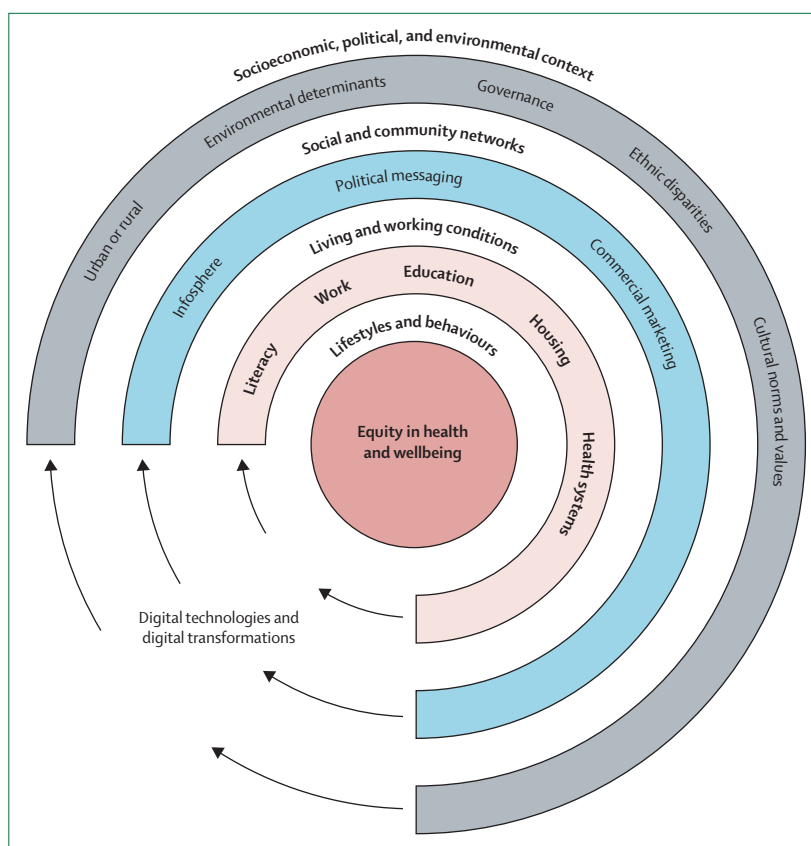 Socioeconomic, political, and environmental context
Urban or rural
Environmental determinants
Governance
Ethnic disparities
Cultural norms and values
Social and community networks
Infosphere
Political messaging
Commercial marketing
Living and working conditions
Literacy
Work
Education
Housing
Health systems
Lifestyles and behaviours
Equity in health
and wellbeing
Digital technologies and
digital transformations